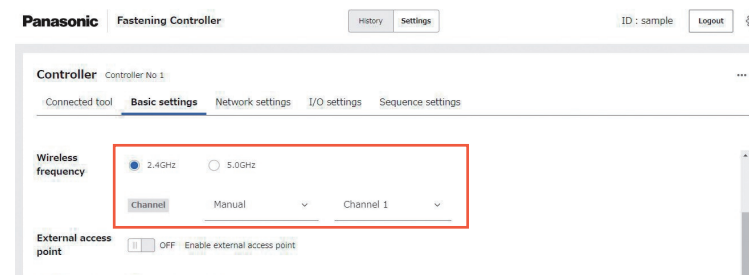 Panasonic Fastening Controller History Settings ID : sample Logout
Controller Controller No 1
Connected tool Basic settings Network settings I/O settings Sequence settings
Wireless
frequency
2.4GHz 5.0GHz
Channel Manual Channel 1
External access
point
OFF Enable external access point